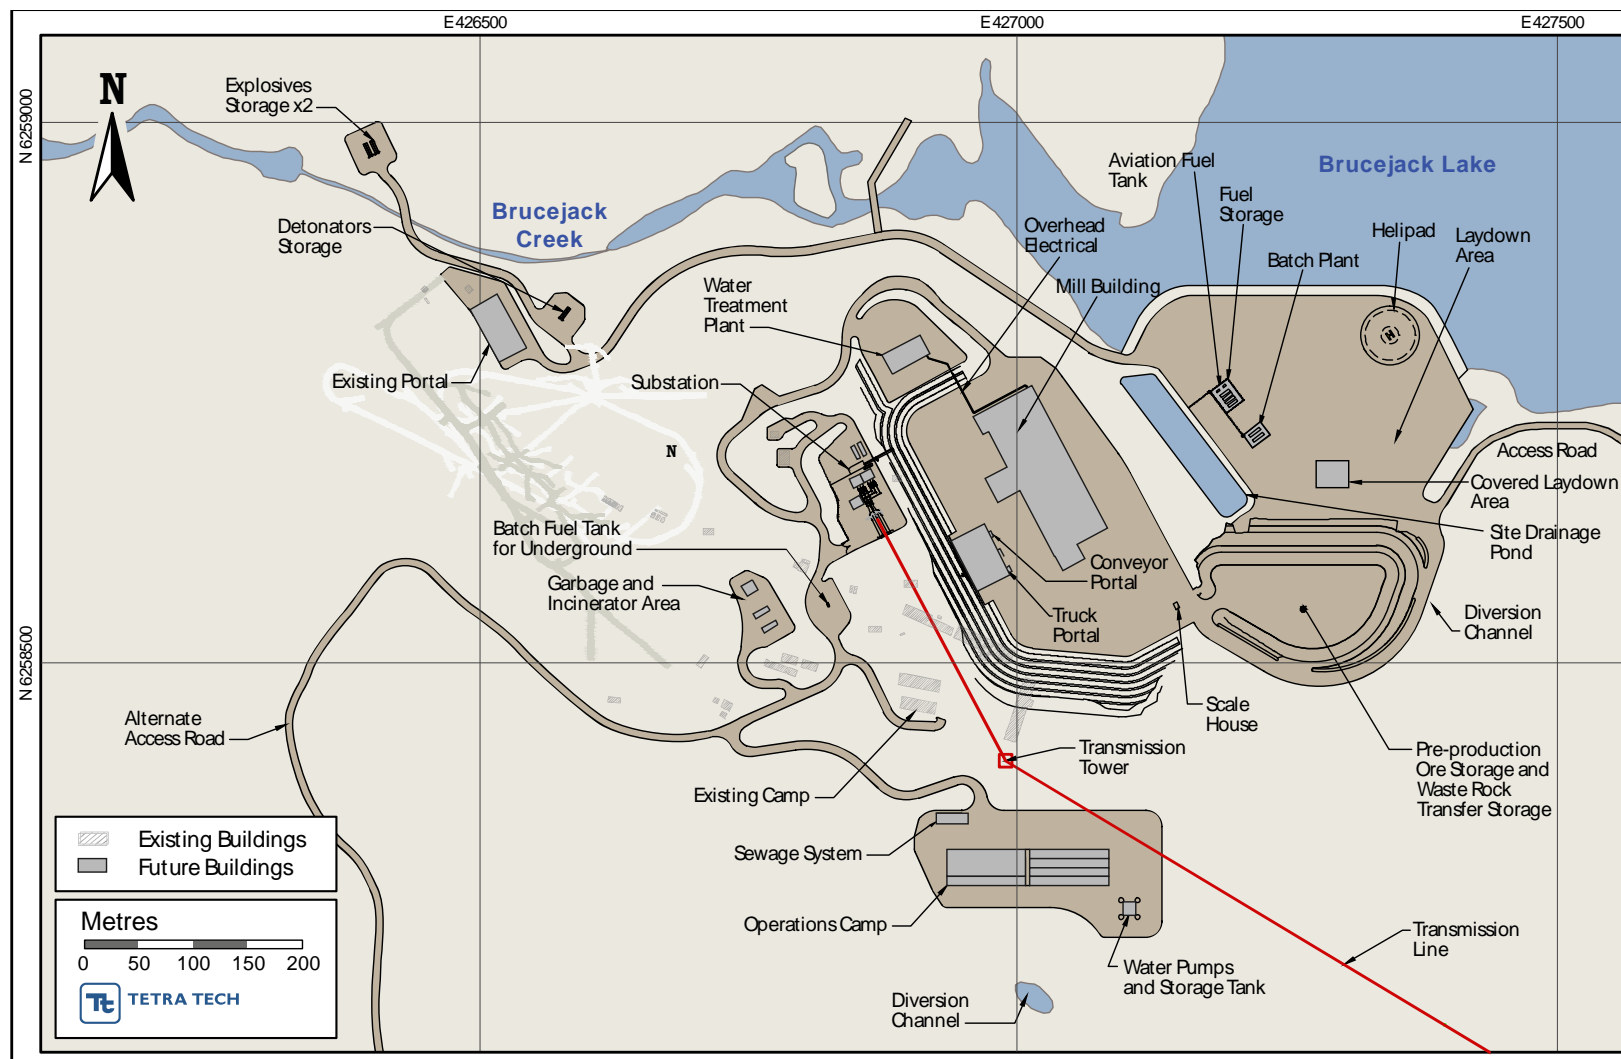 E 426500
E 427000
E 427500
N 6259000
N 6258500
N
Explosives
Storage x2
Brucejack
Creek
Detonators
Storage
Existing Portal
Water
Treatment
Plant
Substation
Overhead
Electrical
Mill Building
Aviation Fuel
Tank
Fuel
Storage
Batch Plant
Brucejack Lake
Helipad
Laydown
Area
N
N
Access Road
Covered Laydown
Area
Site Drainage
Pond
Diversion
Channel
Batch Fuel Tank
for Underground
Garbage and
Incinerator Area
Conveyor
Portal
Truck
Portal
Scale
House
Pre-production
Ore Storage and
Waste Rock
Transfer Storage
Alternate
Access Road
Transmission
Tower
Existing Camp
Sewage System
Operations Camp
Water Pumps
and Storage Tank
Transmission
Line
Diversion
Channel
Existing Buildings
Future Buildings
Metres
0 50 100 150 200
Tt TETRA TECH